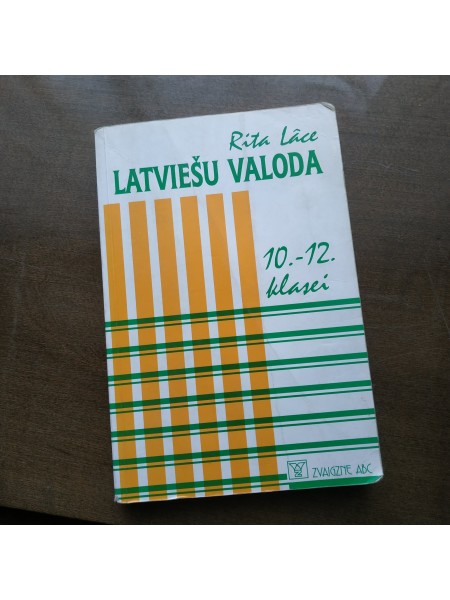 Rita Lāce
LATVIEŠU VALODA
10.-12.
klasei
ZVAIGZNE ABC